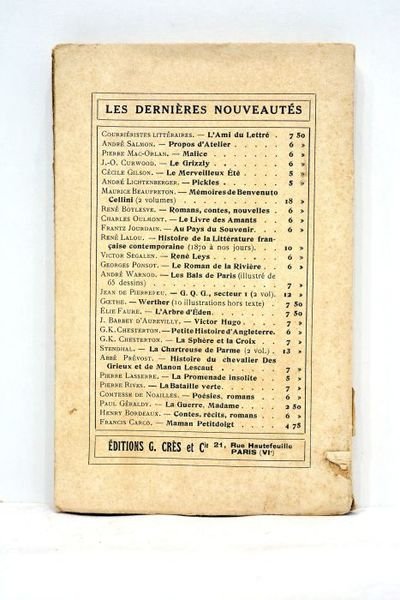 LES DERNIÈRES NOUVEAUTÉS
COURRIÉRISTES LITTÉRAIRES. — L'Ami du Lettré . 7 50
ANDRÉ SALMON. — Propos d'Atelier . . . . . 6 »
PIERRE MAC-ORLAN. — Malice . . . . . . 6 »
J.-O. CURWOOD. — Le Grizzly . . . . . . 6 »
CÉCILE GILSON. — Le Merveilleux Été . . . . 5 »
ANDRÉ LICHTENBERGER. — Pickles . . . . . 5 »
MAURICE BEAUFRETON. — Mémoires de Benvenuto
Cellini (2 volumes) . . . . . . . . . 18 »
RENÉ BOYLESVE. — Romans, contes, nouvelles . 6 »
CHARLES OULMONT. — Le Livre des Amants . . 6 »
FRANTZ JOURDAIN. — Au Pays du Souvenir. . . 6 »
RENÉ LALOU. — Histoire de la Littérature fran-
çaise contemporaine (1870 à nos jours). . . 10 »
VICTOR SEGALEN. — René Leys . . . . . . 6 »
GEORGES PONSOT. — Le Roman de la Rivière . . 6 »
ANDRÉ WARNOD. — Les Bals de Paris (illustré de
65 dessins) . . . . . . . . . . . 7 »
JEAN DE PIERREFEU. — G. Q. G., secteur 1 (2 vol). 12 »
GŒTHE. — Werther (10 illustrations hors texte) . 7 50
ELIE FAURE. — L'Arbre d'Éden. . . . . . . 7 50
J. BARBEY D'AUREVILLY. — Victor Hugo. . . . 7 »
G.K. CHESTERTON. — Petite Histoire d'Angleterre. 6 »
G.K. CHESTERTON. — La Sphère et la Croix . . 7 »
STENDHAL. — La Chartreuse de Parme (2 vol.) . 13 »
ABBÉ PRÉVOST. — Histoire du chevalier Des
Grieux et de Manon Lescaut . . . . . . 7 »
PIERRE LASSERRE. — La Promenade insolite . . 5 »
PIERRE RIVES. — La Bataille verte. . . . . . 7 »
COMTESSE DE NOAILLES. — Poésies, romans . . 6 »
PAUL GÉRALDY. — La Guerre, Madame . . . . 2 50
HENRY BORDEAUX. — Contes, récits, romans . . 6 »
FRANCIS CARCO. — Maman Petitdoigt . . . . 4 75
ÉDITIONS G. CRÈS et Cie 21, Rue Hautefeuille
PARIS (VIe)